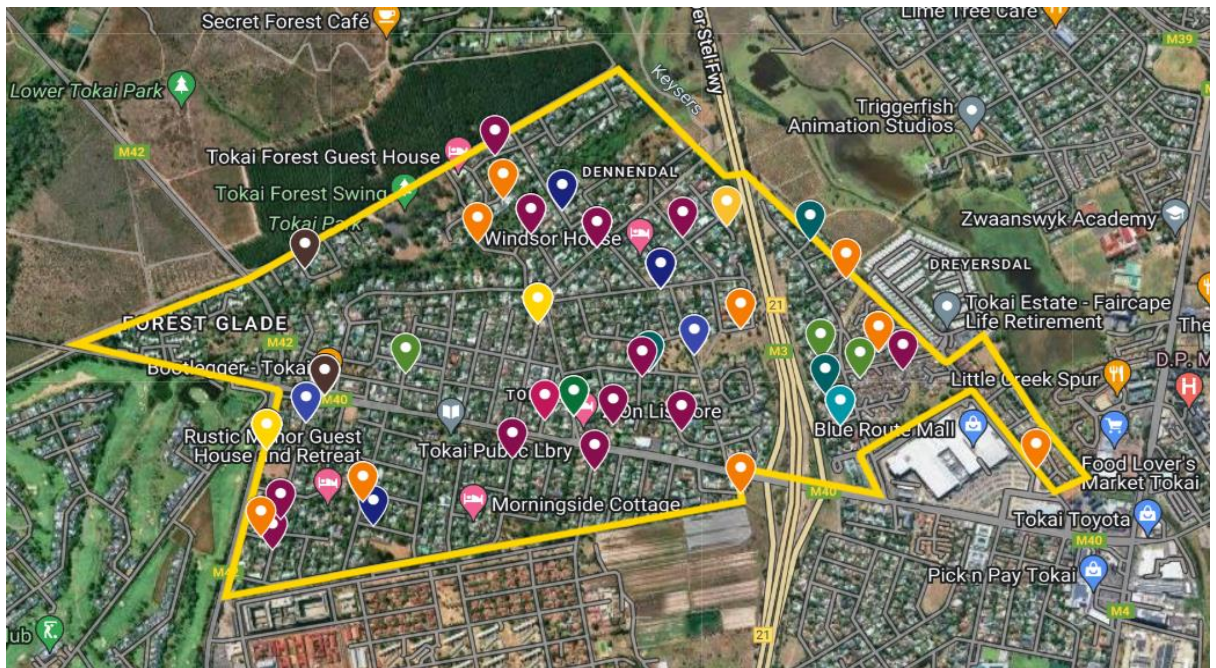 Secret Forest Café
Lime Tree Cafe
M39
Lower Tokai Park
Keysers
Triggerfish
Animation Studios
M42
Tokai Forest Guest House
DENNENDAL
Tokai Forest Swing
Tokai Park
Zwaanswyk Academy
Windsor House
DREYERSDAL
21
Tokai Estate - Faircape
Life Retirement
FOREST GLADE
M42
M3
The
Bootlegger - Tokai
D.P. M
Little Creek Spur
M40
Blue Route Mall
Rustic Manor Guest
House and Retreat
Tokai Public Lbry
Food Lover's
Market Tokai
M40
Morningside Cottage
Tokai Toyota
M40
Pick n Pay Tokai
M4
21